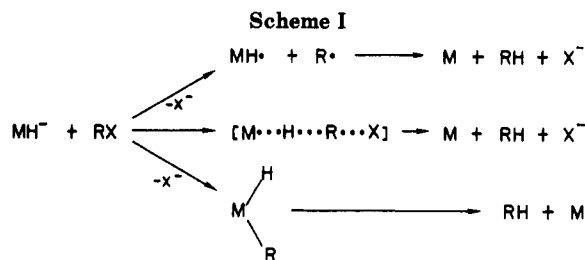 Scheme I
MH• + R• ⟶ M + RH + X⁻
-X⁻
MH⁻ + RX [M•••H•••R•••X] ⟶ M + RH + X⁻
-X⁻
H
M ⟶ RH + M
R